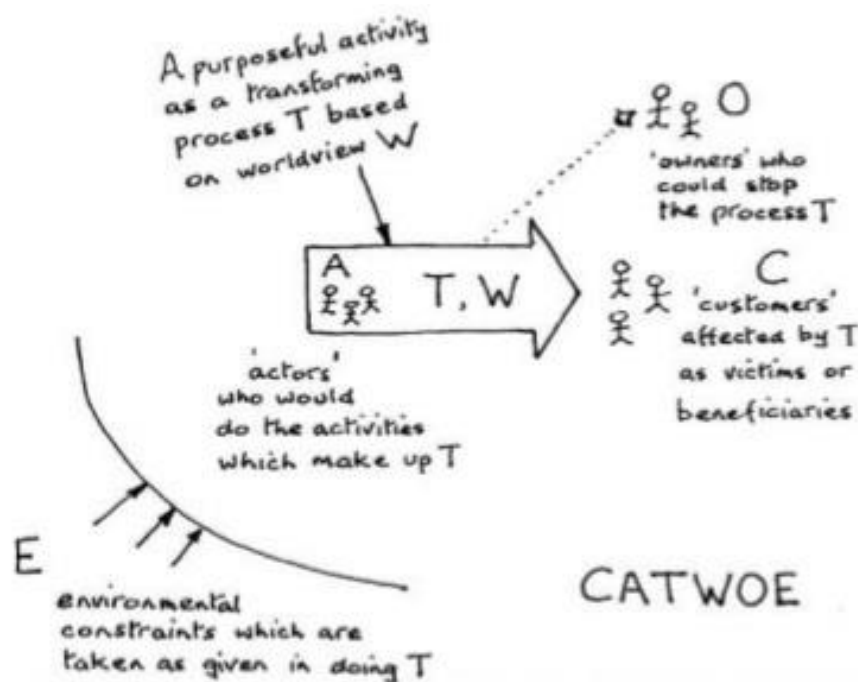 A purposeful activity
as a transforming
process T based
on worldview W
O
'owners' who
could stop
the process T
A
T, W
C
'customers'
affected by T
as victims or
beneficiaries
'actors'
who would
do the activities
which make up T
E
environmental
constraints which are
taken as given in doing T
CATWOE